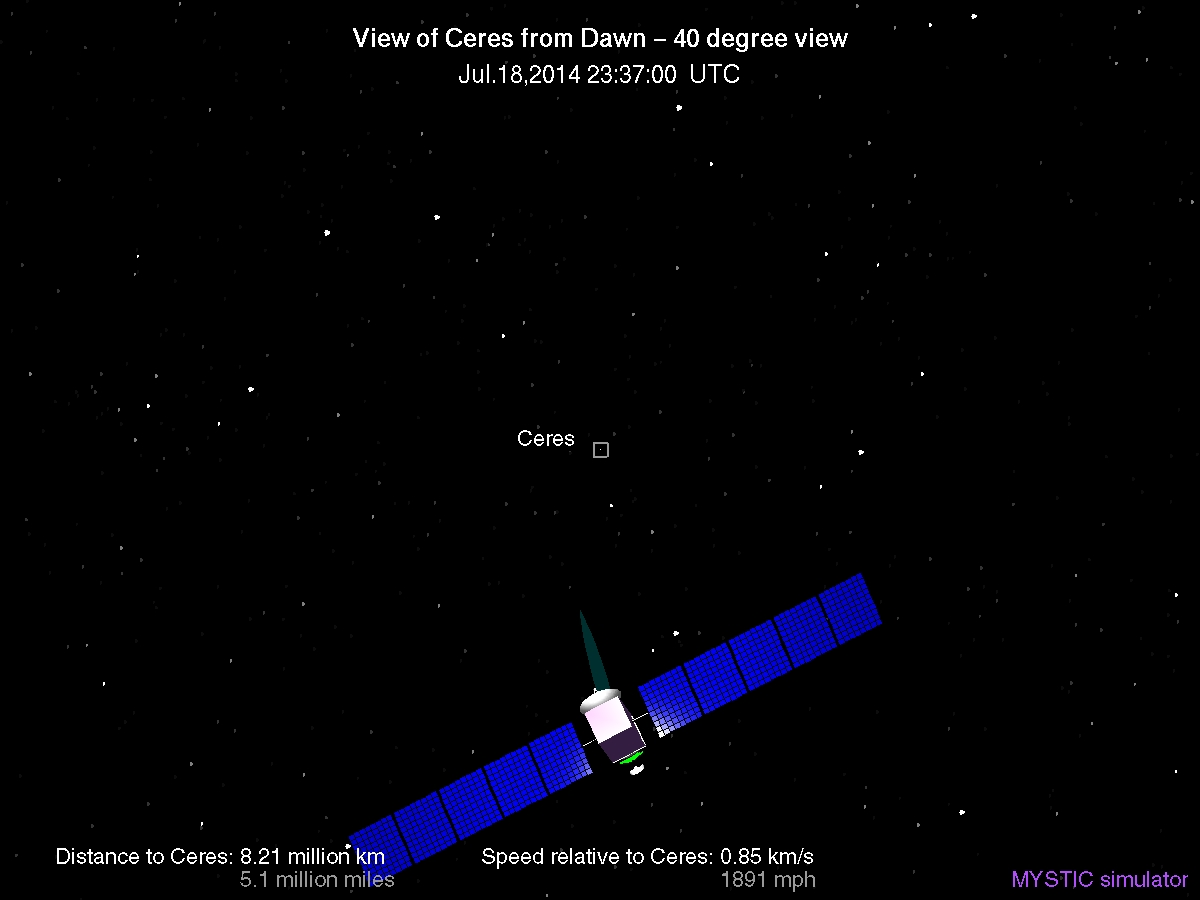 View of Ceres from Dawn – 40 degree view
Jul.18,2014 23:37:00 UTC
Ceres
Distance to Ceres: 8.21 million km
5.1 million miles
Speed relative to Ceres: 0.85 km/s
1891 mph
MYSTIC simulator